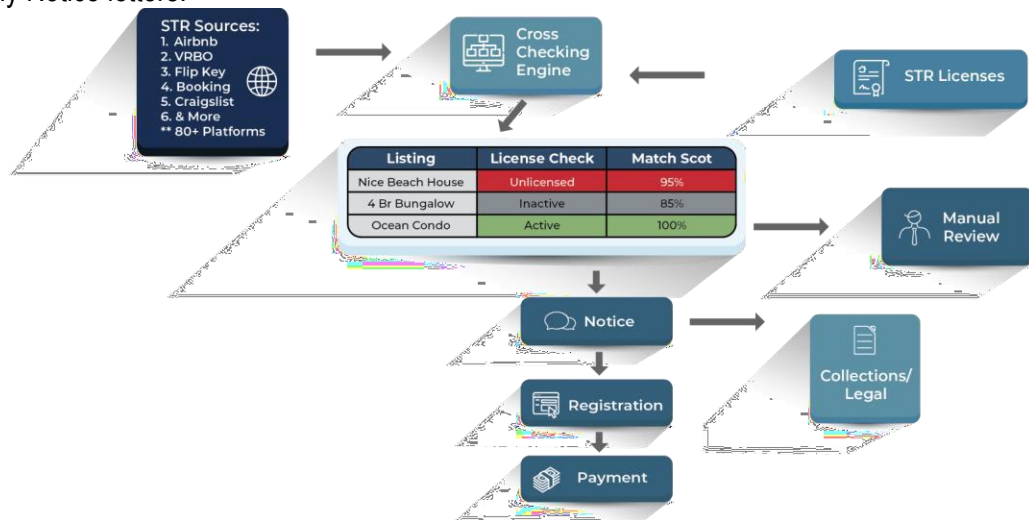 y Notice letters.
STR Sources:
1. Airbnb
2. VRBO
3. Flip Key
4. Booking
5. Craigslist
6. & More
** 80+ Platforms
Cross
Checking
Engine
STR Licenses
Listing License Check Match Scot
Nice Beach House Unlicensed 95%
4 Br Bungalow Inactive 85%
Ocean Condo Active 100%
Manual
Review
Notice
Collections/
Legal
Registration
Payment